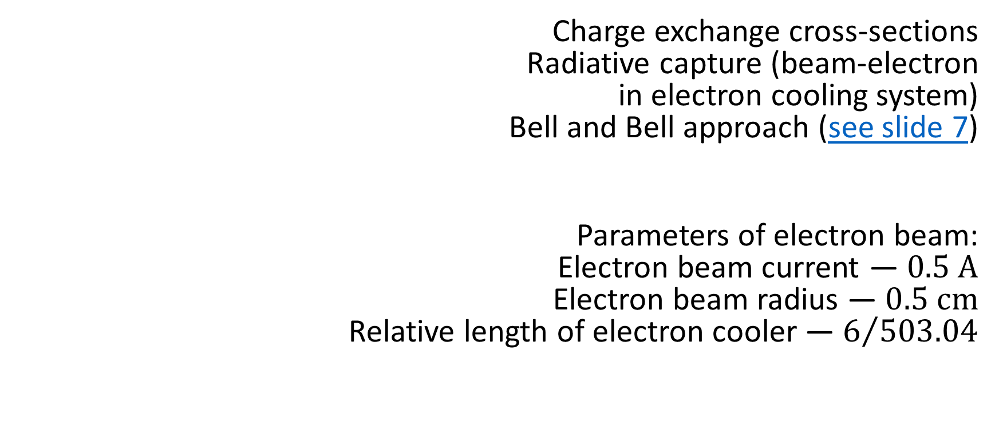 Charge exchange cross-sections
Radiative capture (beam-electron
in electron cooling system)
Bell and Bell approach (see slide 7)
Parameters of electron beam:
Electron beam current — 0.5 A
Electron beam radius — 0.5 cm
Relative length of electron cooler — 6/503.04